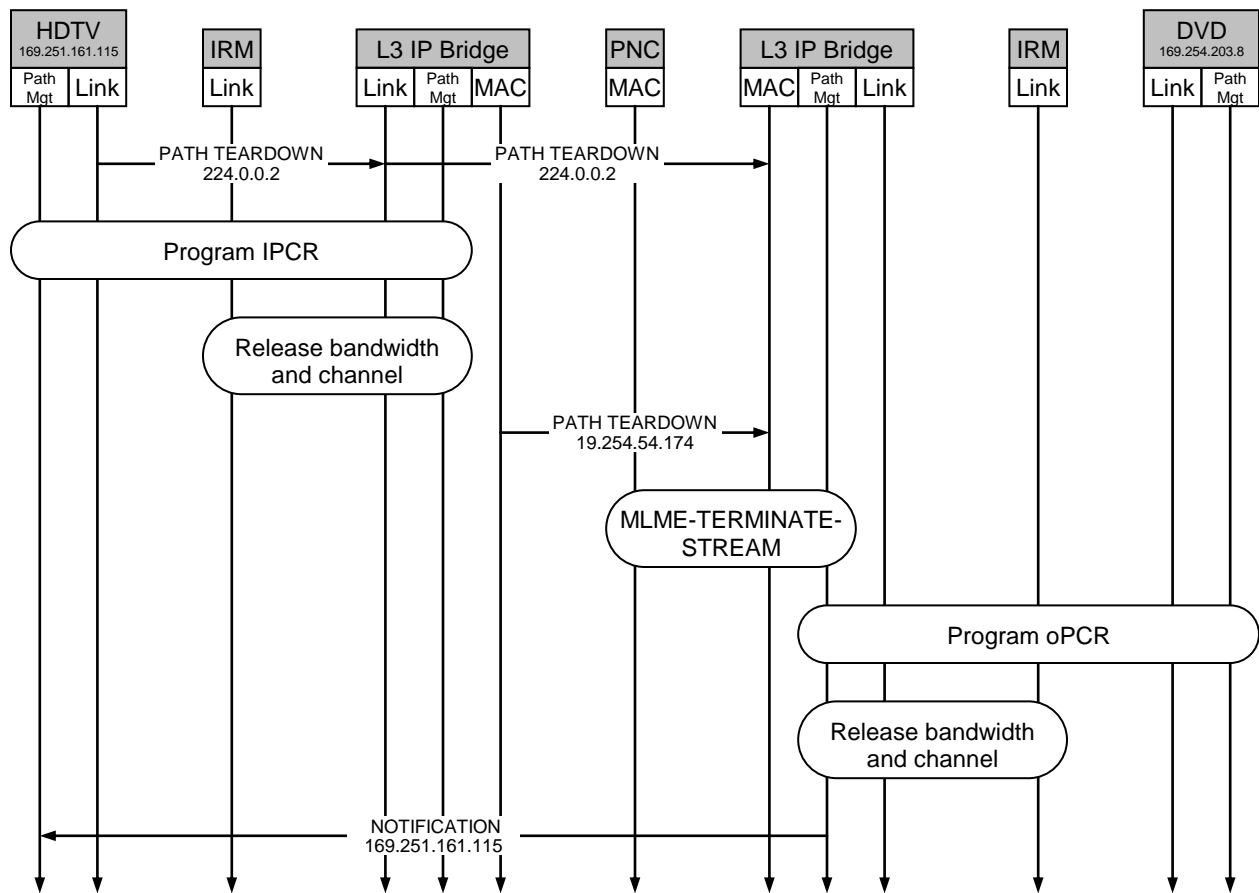 HDTV
169.251.161.115
IRM
L3 IP Bridge
PNC
L3 IP Bridge
IRM
DVD
169.254.203.8
Path
Mgt
Link
Link
Link
Path
Mgt
MAC
MAC
MAC
Path
Mgt
Link
Link
Link
Path
Mgt
PATH TEARDOWN
224.0.0.2
PATH TEARDOWN
224.0.0.2
Program IPCR
Release bandwidth
and channel
PATH TEARDOWN
19.254.54.174
MLME-TERMINATE-
STREAM
Program oPCR
Release bandwidth
and channel
NOTIFICATION
169.251.161.115